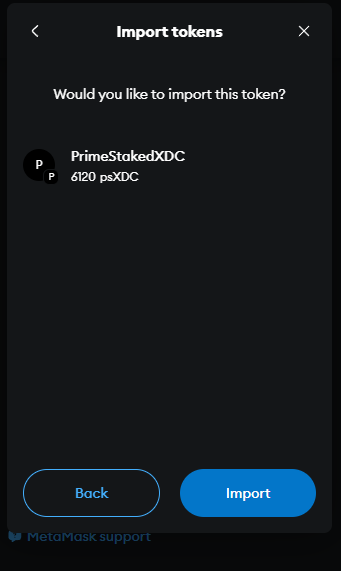 Import tokens
Would you like to import this token?
P
P
PrimeStakedXDC
6120 psXDC
Back
Import
MetaMask support